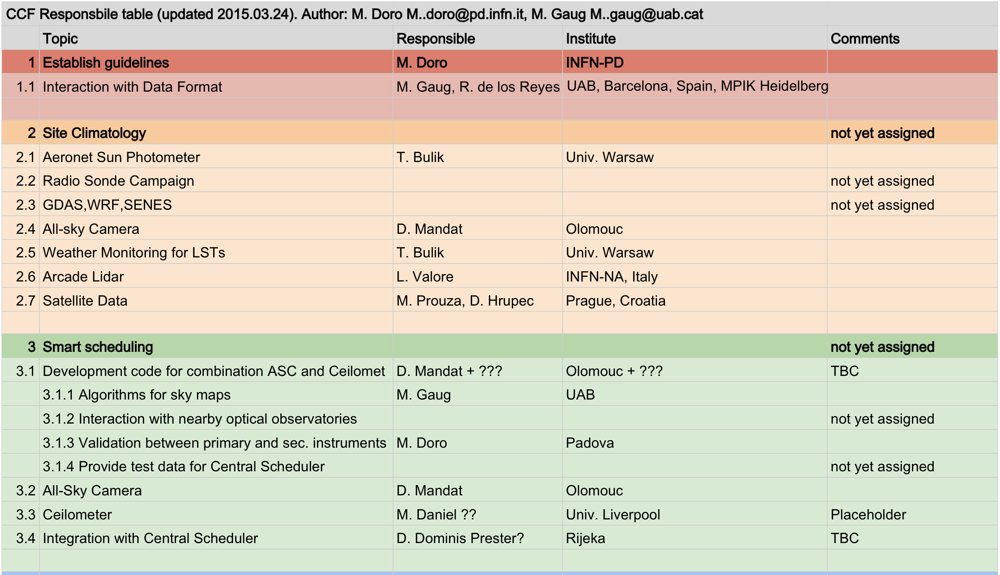 CCF Responsbile table (updated 2015.03.24). Author: M. Doro M..doro@pd.infn.it, M. Gaug M..gaug@uab.cat
Topic Responsible Institute Comments
1 Establish guidelines M. Doro INFN-PD
1.1 Interaction with Data Format M. Gaug, R. de los Reyes UAB, Barcelona, Spain, MPIK Heidelberg
2 Site Climatology not yet assigned
2.1 Aeronet Sun Photometer T. Bulik Univ. Warsaw
2.2 Radio Sonde Campaign not yet assigned
2.3 GDAS,WRF,SENES not yet assigned
2.4 All-sky Camera D. Mandat Olomouc
2.5 Weather Monitoring for LSTs T. Bulik Univ. Warsaw
2.6 Arcade Lidar L. Valore INFN-NA, Italy
2.7 Satellite Data M. Prouza, D. Hrupec Prague, Croatia
3 Smart scheduling not yet assigned
3.1 Development code for combination ASC and Ceilomet D. Mandat + ??? Olomouc + ??? TBC
3.1.1 Algorithms for sky maps M. Gaug UAB
3.1.2 Interaction with nearby optical observatories not yet assigned
3.1.3 Validation between primary and sec. instruments M. Doro Padova
3.1.4 Provide test data for Central Scheduler not yet assigned
3.2 All-Sky Camera D. Mandat Olomouc
3.3 Ceilometer M. Daniel ?? Univ. Liverpool Placeholder
3.4 Integration with Central Scheduler D. Dominis Prester? Rijeka TBC